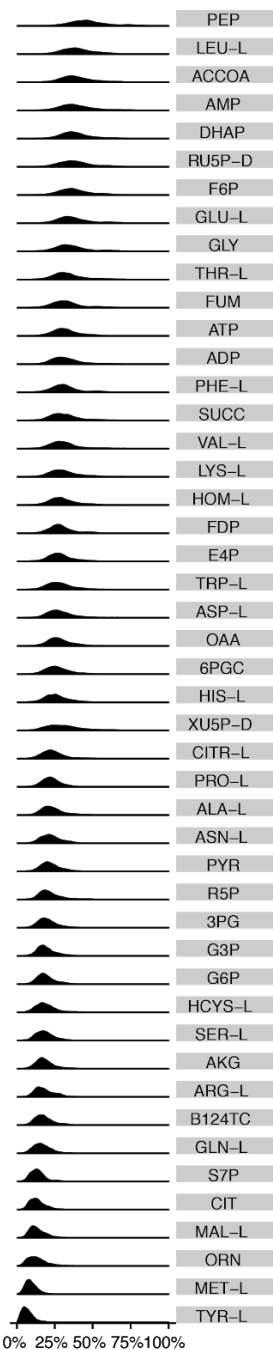 PEP
LEU−L
ACCOA
AMP
DHAP
RU5P−D
F6P
GLU−L
GLY
THR−L
FUM
ATP
ADP
PHE−L
SUCC
VAL−L
LYS−L
HOM−L
FDP
E4P
TRP−L
ASP−L
OAA
6PGC
HIS−L
XU5P−D
CITR−L
PRO−L
ALA−L
ASN−L
PYR
R5P
3PG
G3P
G6P
HCYS−L
SER−L
AKG
ARG−L
B124TC
GLN−L
S7P
CIT
MAL−L
ORN
MET−L
TYR−L
0% 25% 50% 75% 100%